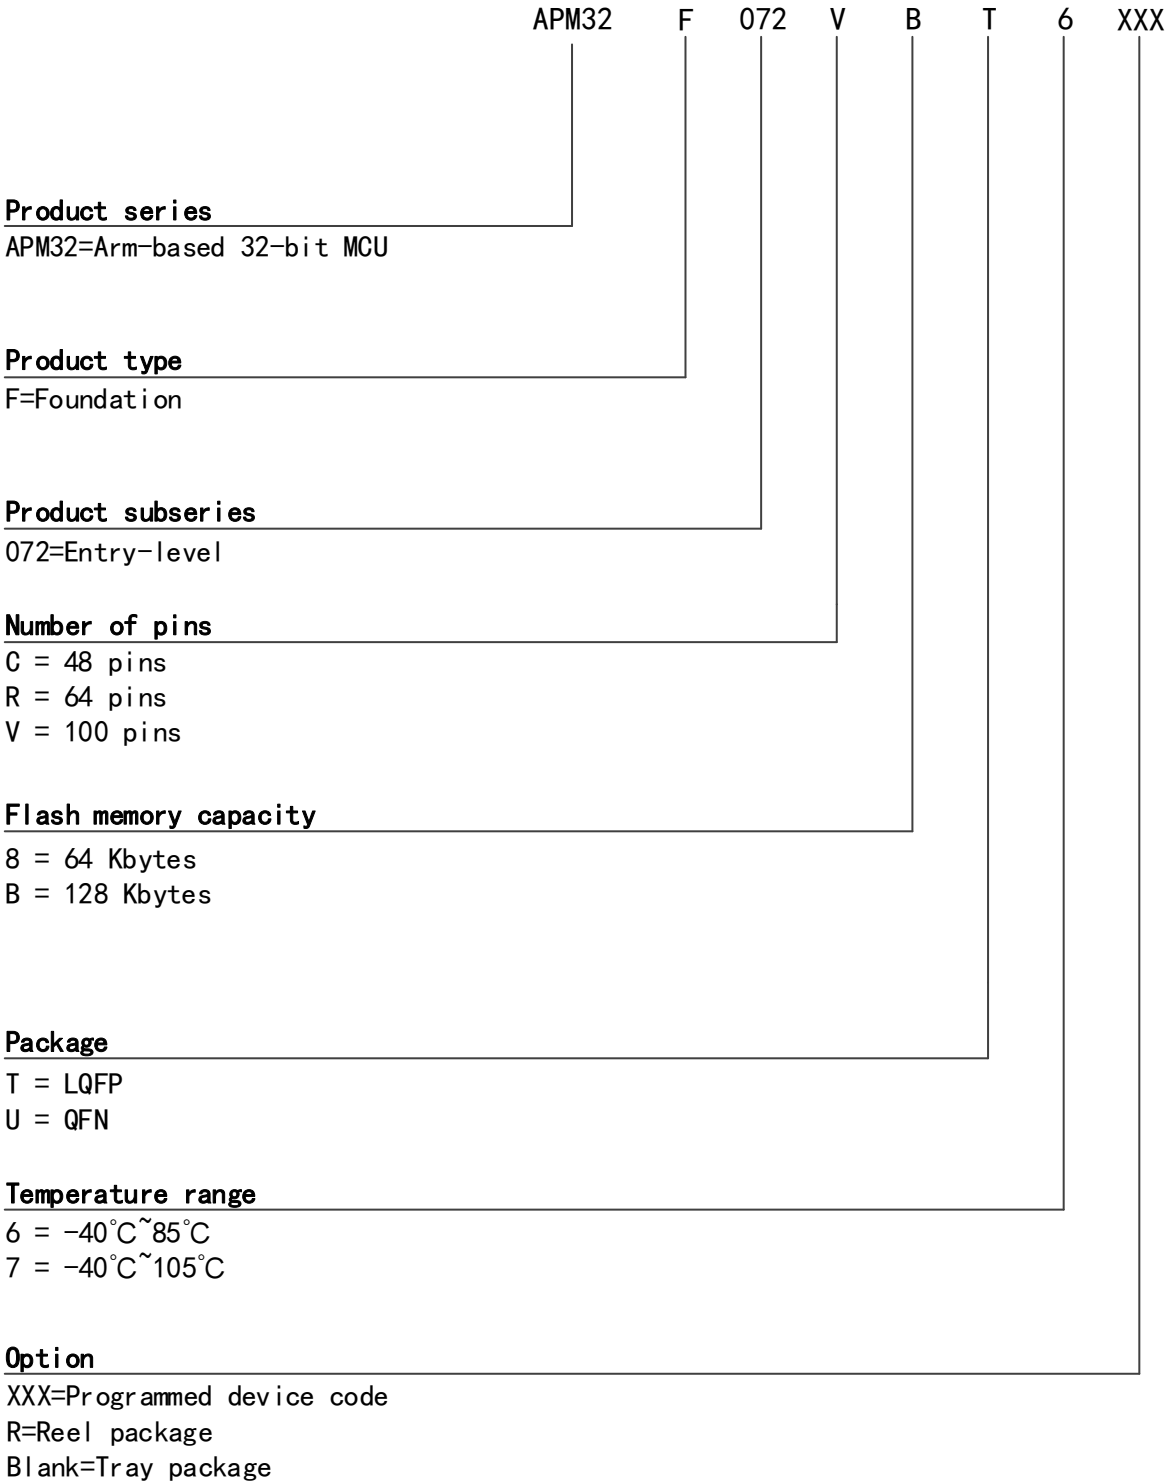 APM32 F 072 V B T 6 XXX
Product series
APM32=Arm-based 32-bit MCU
Product type
F=Foundation
Product subseries
072=Entry-level
Number of pins
C = 48 pins
R = 64 pins
V = 100 pins
Flash memory capacity
8 = 64 Kbytes
B = 128 Kbytes
Package
T = LQFP
U = QFN
Temperature range
6 = -40℃~85℃
7 = -40℃~105℃
Option
XXX=Programmed device code
R=Reel package
Blank=Tray package